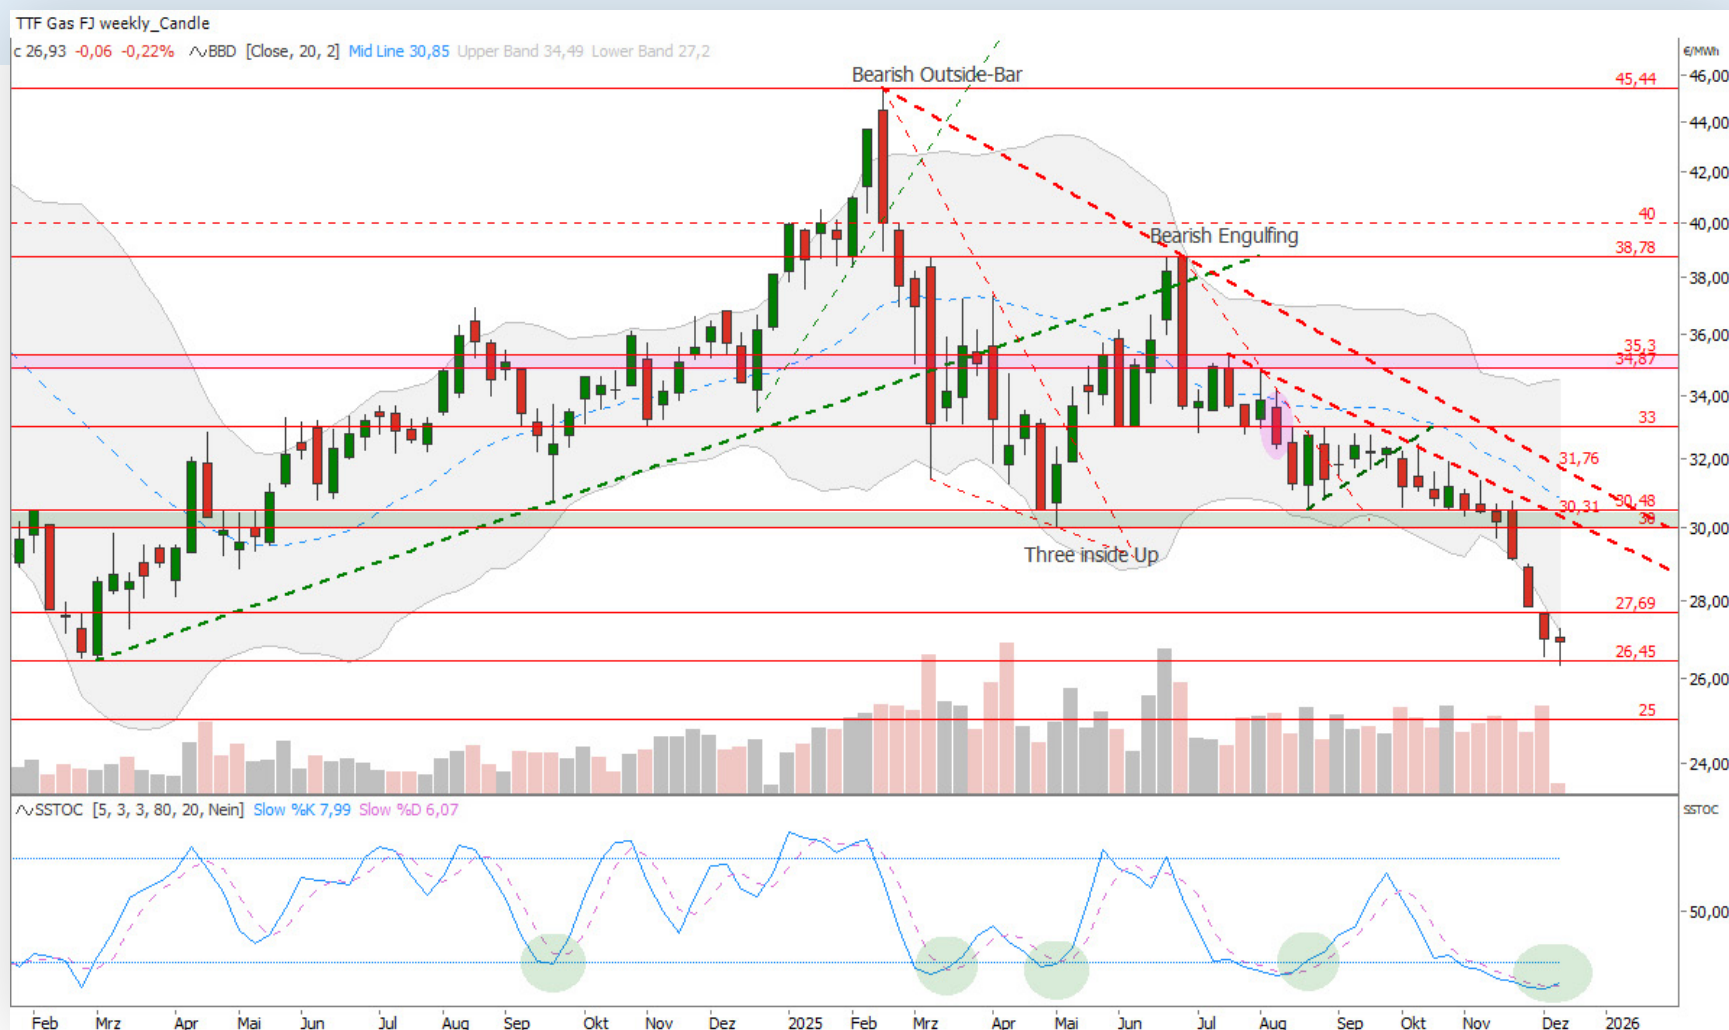 TTF Gas FJ weekly_Candle
c 26,93 -0,06 -0,22% BBD [Close, 20, 2] Mid Line 30,85 Upper Band 34,49 Lower Band 27,2
€/MWh
Bearish Outside-Bar
45,44
46,00
44,00
42,00
40
40,00
Bearish Engulfing
38,78
38,00
36,00
35,3
34,87
34,00
33
32,00
31,76
30,48
30,31
30
30,00
Three inside Up
28,00
27,69
26,45
26,00
25
24,00
SSTOC [5, 3, 3, 80, 20, Nein] Slow %K 7,99 Slow %D 6,07
SSTOC
50,00
Feb Mrz Apr Mai Jun Jul Aug Sep Okt Nov Dez 2025 Feb Mrz Apr Mai Jun Jul Aug Sep Okt Nov Dez 2026